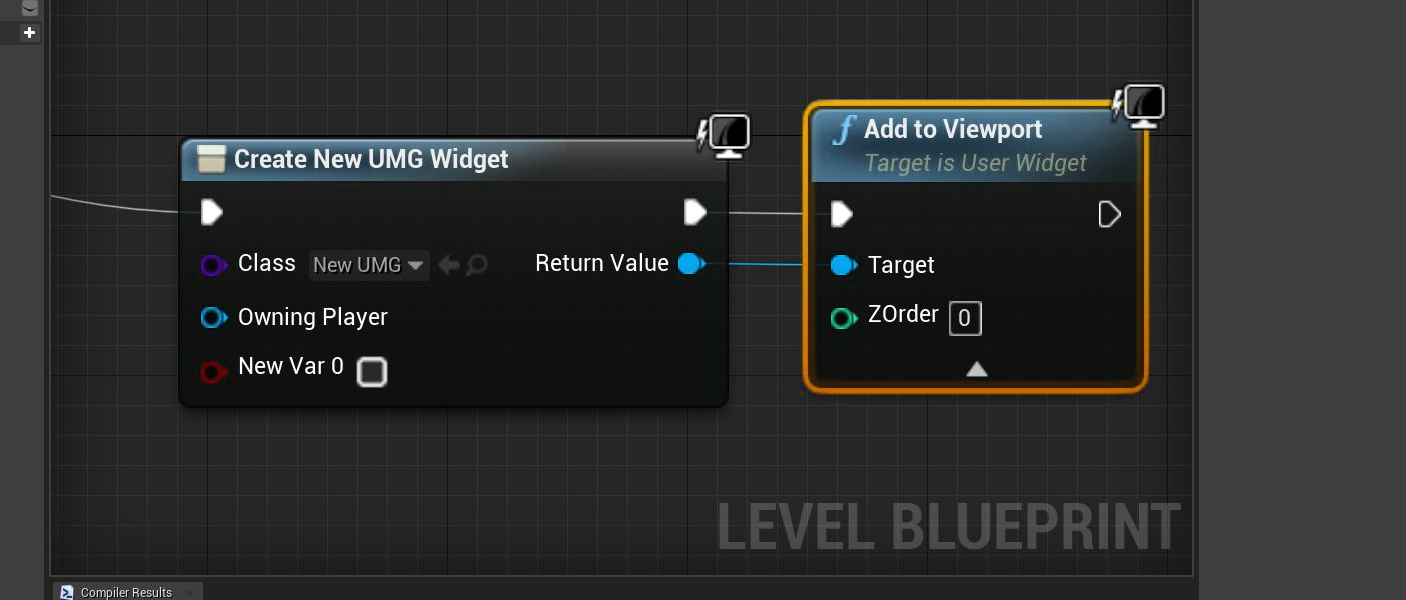 Create New UMG Widget
Class New UMG Return Value
Owning Player
New Var 0
f Add to Viewport
Target is User Widget
Target
ZOrder 0
LEVEL BLUEPRINT
Compiler Results